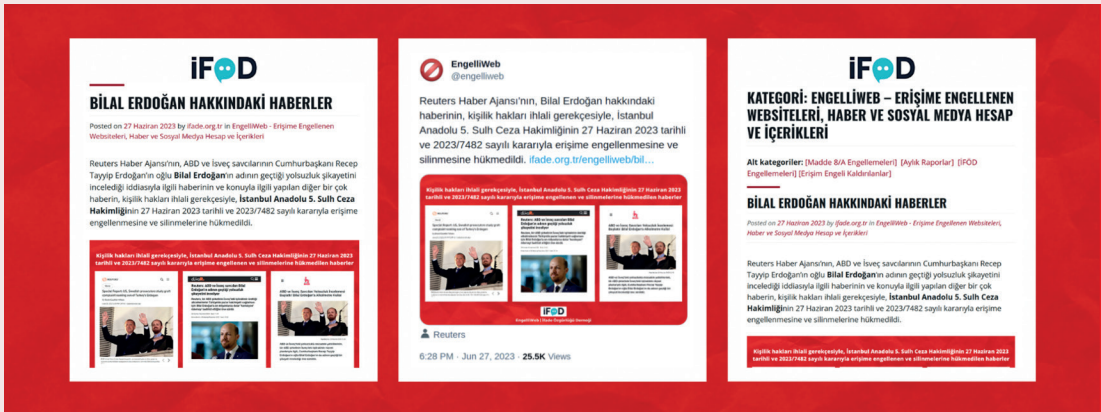 iFOD
BİLAL ERDOĞAN HAKKINDAKİ HABERLER
Posted on 27 Haziran 2023 by ifade.org.tr in EngelliWeb - Erişime Engellenen
Websiteleri, Haber ve Sosyal Medya Hesap ve İçerikleri
Reuters Haber Ajansı'nın, ABD ve İsveç savcılarının Cumhurbaşkanı Recep
Tayyip Erdoğan'ın oğlu Bilal Erdoğan'ın adının geçtiği yolsuzluk şikayetini
incelediği iddiasıyla ilgili haberinin ve konuyla ilgili yapılan diğer bir çok
haberin, kişilik hakları ihlali gerekçesiyle, İstanbul Anadolu 5. Sulh Ceza
Hakimliğinin 27 Haziran 2023 tarihli ve 2023/7482 sayılı kararıyla erişime
engellenmesine ve silinmelerine hükmedildi.
Kişilik hakları ihlali gerekçesiyle, İstanbul Anadolu 5. Sulh Ceza Hakimliğinin 27 Haziran 2023
tarihli ve 2023/7482 sayılı kararıyla erişime engellenen ve silinmelerine hükmedilen haberler
EngelliWeb
@engelliweb
Reuters Haber Ajansı'nın, Bilal Erdoğan hakkındaki
haberinin, kişilik hakları ihlali gerekçesiyle, İstanbul
Anadolu 5. Sulh Ceza Hakimliğinin 27 Haziran 2023 tarihli
ve 2023/7482 sayılı kararıyla erişime engellenmesine ve
silinmesine hükmedildi. ifade.org.tr/engelliweb/bil…
Kişilik hakları ihlali gerekçesiyle, İstanbul Anadolu 5. Sulh Ceza Hakimliğinin 27 Haziran 2023
tarihli ve 2023/7482 sayılı kararıyla erişime engellenen ve silinmelerine hükmedilen haberler
iFOD
EngelliWeb | İfade Özgürlüğü Derneği
Reuters
6:28 PM · Jun 27, 2023 · 25.5K Views
iFOD
KATEGORİ: ENGELLİWEB – ERİŞİME ENGELLENEN
WEBSİTELERİ, HABER VE SOSYAL MEDYA HESAP
VE İÇERİKLERİ
Alt kategoriler: [Madde 8/A Engellemeleri] [Aylık Raporlar] [İFÖD
Engellemeleri] [Erişim Engeli Kaldırılanlar]
BİLAL ERDOĞAN HAKKINDAKİ HABERLER
Posted on 27 Haziran 2023 by ifade.org.tr in EngelliWeb - Erişime Engellenen Websiteleri,
Haber ve Sosyal Medya Hesap ve İçerikleri
Reuters Haber Ajansı'nın, ABD ve İsveç savcılarının Cumhurbaşkanı Recep
Tayyip Erdoğan'ın oğlu Bilal Erdoğan'ın adının geçtiği yolsuzluk şikayetini
incelediği iddiasıyla ilgili haberinin ve konuyla ilgili yapılan diğer bir çok
haberin, kişilik hakları ihlali gerekçesiyle, İstanbul Anadolu 5. Sulh Ceza
Hakimliğinin 27 Haziran 2023 tarihli ve 2023/7482 sayılı kararıyla erişime
engellenmesine ve silinmelerine hükmedildi.
Kişilik hakları ihlali gerekçesiyle, İstanbul Anadolu 5. Sulh Ceza Hakimliğinin 27 Haziran 2023
tarihli ve 2023/7482 sayılı kararıyla erişime engellenen ve silinmelerine hükmedilen haberler